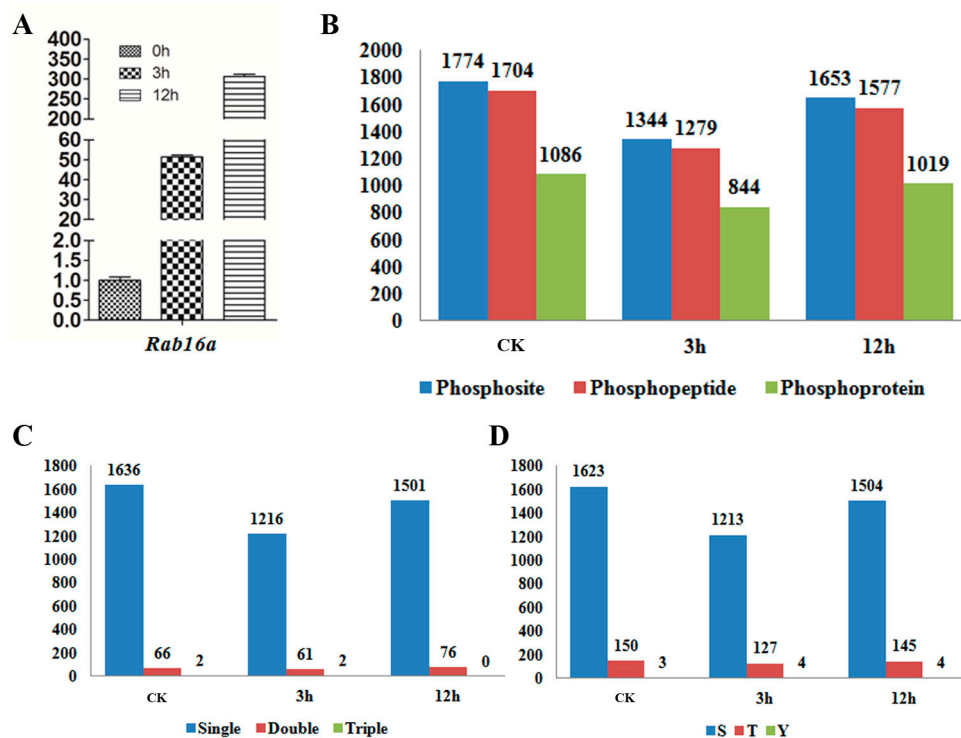 A
400
350
300
250
200
60
50
40
30
20
2.0
1.5
1.0
0.5
0.0
0h
3h
12h
Rab16a
B
2000
1800
1600
1400
1200
1000
800
600
400
200
0
1774 1704 1086
1344 1279 844
1653 1577 1019
CK 3h 12h
Phosphosite Phosphopeptide Phosphoprotein
C
1800
1600
1400
1200
1000
800
600
400
200
0
1636 66 2
1216 61 2
1501 76 0
CK 3h 12h
Single Double Triple
D
1800
1600
1400
1200
1000
800
600
400
200
0
1623 150 3
1213 127 4
1504 145 4
CK 3h 12h
S T Y